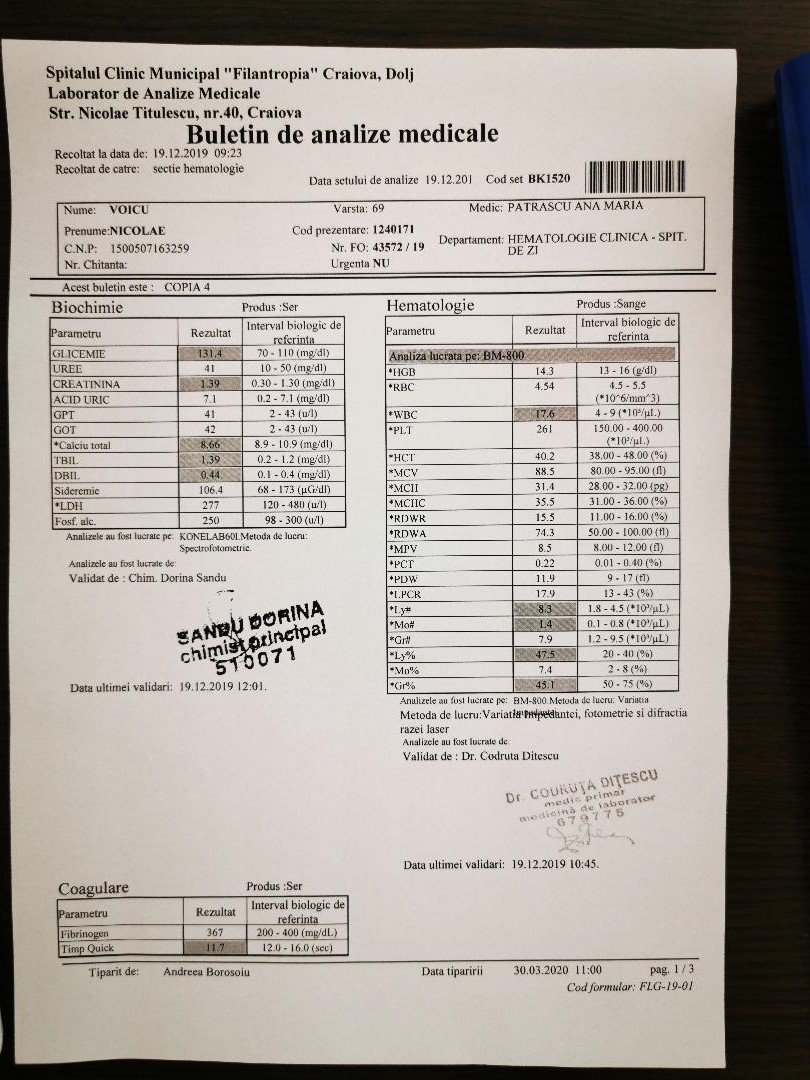 Spitalul Clinic Municipal "Filantropia" Craiova, Dolj
Laborator de Analize Medicale
Str. Nicolae Titulescu, nr.40, Craiova
Buletin de analize medicale
Recoltat la data de: 19.12.2019 09:23
Recoltat de catre: sectie hematologie
Data setului de analize 19.12.201 Cod set BK1520
Nume: VOICU Varsta: 69 Medic: PATRASCU ANA MARIA
Prenume:NICOLAE Cod prezentare: 1240171
C.N.P: 1500507163259 Nr. FO: 43572 / 19 Departament: HEMATOLOGIE CLINICA - SPIT. DE ZI
Nr. Chitanta: Urgenta NU
Acest buletin este : COPIA 4
Biochimie Produs :Ser
Parametru Rezultat Interval biologic de referinta
GLICEMIE 131.4 70 - 110 (mg/dl)
UREE 41 10 - 50 (mg/dl)
CREATININA 1.39 0.30 - 1.30 (mg/dl)
ACID URIC 7.1 0.2 - 7.1 (mg/dl)
GPT 41 2 - 43 (u/l)
GOT 42 2 - 43 (u/l)
*Calciu total 8.66 8.9 - 10.9 (mg/dl)
TBIL 1.39 0.2 - 1.2 (mg/dl)
DBIL 0.44 0.1 - 0.4 (mg/dl)
Sideremie 106.4 68 - 173 (µG/dl)
*LDH 277 120 - 480 (u/l)
Fosf. alc. 250 98 - 300 (u/l)
Analizele au fost lucrate pe: KONELAB60I.Metoda de lucru:
Spectrofotometric.
Analizele au fost lucrate de:
Validat de : Chim. Dorina Sandu
SANDU DORINA
chimist principal
510071
Data ultimei validari: 19.12.2019 12:01.
Hematologie Produs :Sange
Parametru Rezultat Interval biologic de referinta
Analiza lucrata pe: BM-800
*HGB 14.3 13 - 16 (g/dl)
*RBC 4.54 4.5 - 5.5 (*10^6/mm^3)
*WBC 17.6 4 - 9 (*10³/µL)
*PLT 261 150.00 - 400.00 (*10³/µL)
*HCT 40.2 38.00 - 48.00 (%)
*MCV 88.5 80.00 - 95.00 (fl)
*MCH 31.4 28.00 - 32.00 (pg)
*MCHC 35.5 31.00 - 36.00 (%)
*RDWR 15.5 11.00 - 16.00 (%)
*RDWA 74.3 50.00 - 100.00 (fl)
*MPV 8.5 8.00 - 12.00 (fl)
*PCT 0.22 0.01 - 0.40 (%)
*PDW 11.9 9 - 17 (fl)
*LPCR 17.9 13 - 43 (%)
*Ly# 8.3 1.8 - 4.5 (*10³/µL)
*Mo# 1.4 0.1 - 0.8 (*10³/µL)
*Gr# 7.9 1.2 - 9.5 (*10³/µL)
*Ly% 47.5 20 - 40 (%)
*Mo% 7.4 2 - 8 (%)
*Gr% 45.1 50 - 75 (%)
Analizele au fost lucrate pe: BM-800.Metoda de lucru: Variatia
Metoda de lucru:Variatia Impedantei, fotometrie si difractia
razei laser
Analizele au fost lucrate de:
Validat de : Dr. Codruta Ditescu
Dr. CODRUȚA DIȚESCU
medic primar
medicină de laborator
679775
Data ultimei validari: 19.12.2019 10:45.
Coagulare Produs :Ser
Parametru Rezultat Interval biologic de referinta
Fibrinogen 367 200 - 400 (mg/dL)
Timp Quick 11.7 12.0 - 16.0 (sec)
Tiparit de: Andreea Borosoiu Data tiparirii 30.03.2020 11:00 pag. 1 / 3
Cod formular: FLG-19-01